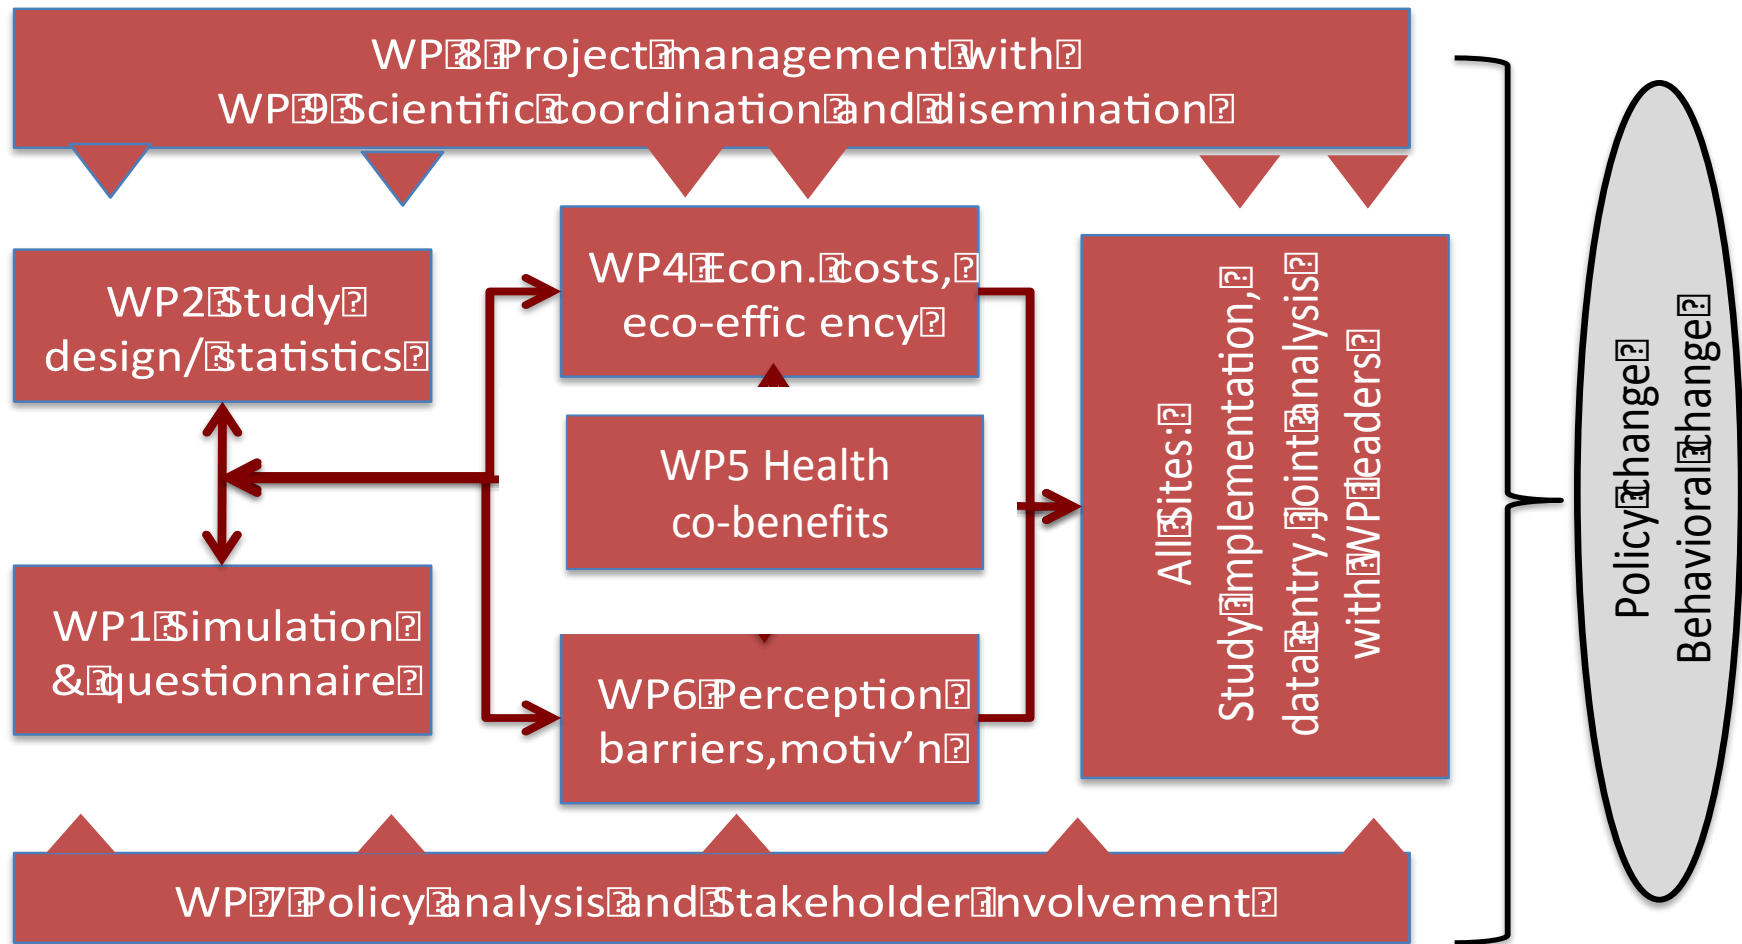 WP 8 Project management with
WP 9 Scientific coordination and disemination
WP2 Study
design/ statistics
WP4 Econ. costs,
eco-effic ency
WP5 Health
co-benefits
WP1 Simulation
& questionnaire
WP6 Perception
barriers,motiv’n
All Sites:
Study implementation,
data entry, joint analysis
with WP leaders
Policy change
Behavioral change
WP 7 Policy analysis and Stakeholder involvement